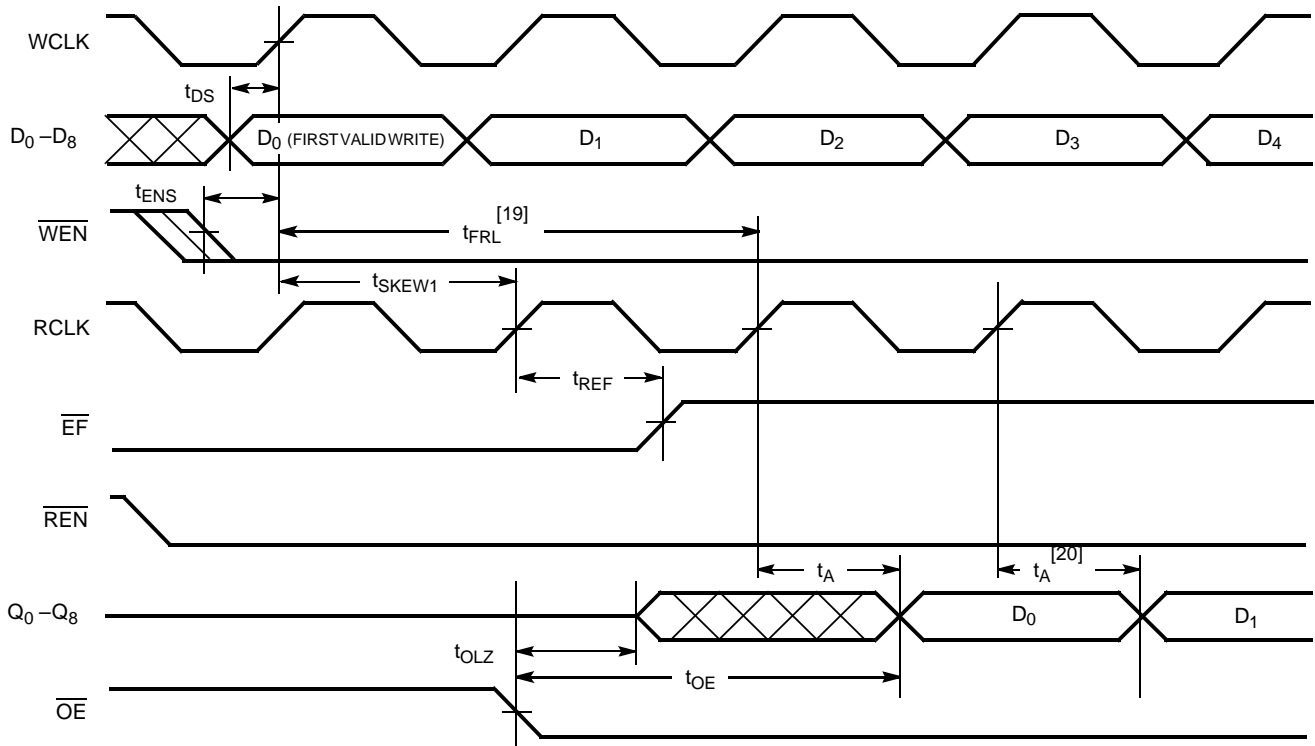 WCLK
tDS
D0 –D8
D0 (FIRST VALID WRITE)
D1
D2
D3
D4
tENS
WEN
tFRL [19]
tSKEW1
RCLK
tREF
EF
REN
tA
tA [20]
Q0 –Q8
D0
D1
tOLZ
tOE
OE